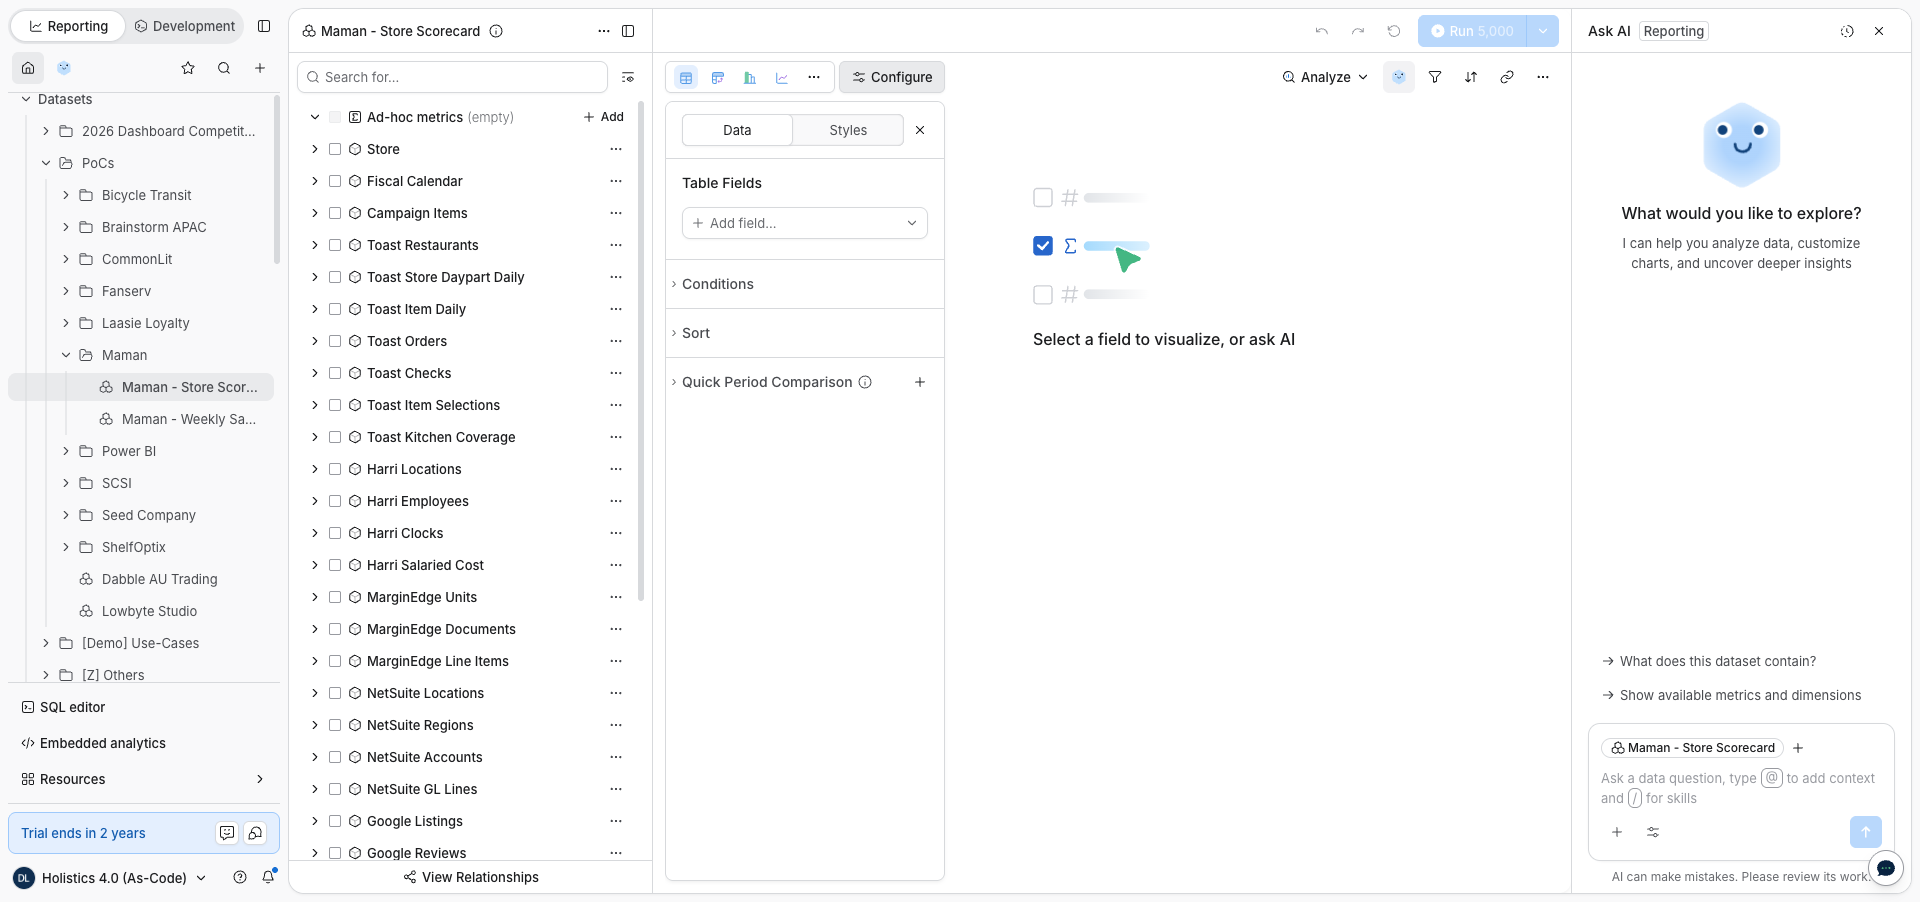 Reporting
Development
Datasets
2026 Dashboard Competit...
PoCs
Bicycle Transit
Brainstorm APAC
CommonLit
Fanserv
Laasie Loyalty
Maman
Maman - Store Scor...
Maman - Weekly Sa...
Power BI
SCSI
Seed Company
ShelfOptix
Dabble AU Trading
Lowbyte Studio
[Demo] Use-Cases
[Z] Others
SQL editor
Embedded analytics
Resources
Trial ends in 2 years
DL
Holistics 4.0 (As-Code)
Maman - Store Scorecard
Search for...
Ad-hoc metrics (empty)
Add
Store
Fiscal Calendar
Campaign Items
Toast Restaurants
Toast Store Daypart Daily
Toast Item Daily
Toast Orders
Toast Checks
Toast Item Selections
Toast Kitchen Coverage
Harri Locations
Harri Employees
Harri Clocks
Harri Salaried Cost
MarginEdge Units
MarginEdge Documents
MarginEdge Line Items
NetSuite Locations
NetSuite Regions
NetSuite Accounts
NetSuite GL Lines
Google Listings
Google Reviews
View Relationships
Run 5,000
Configure
Analyze
Data
Styles
Table Fields
Add field...
Conditions
Sort
Quick Period Comparison
Select a field to visualize, or ask AI
Ask AI
Reporting
What would you like to explore?
I can help you analyze data, customize
charts, and uncover deeper insights
→ What does this dataset contain?
→ Show available metrics and dimensions
Maman - Store Scorecard
Ask a data question, type @ to add context
and / for skills
AI can make mistakes. Please review its work.